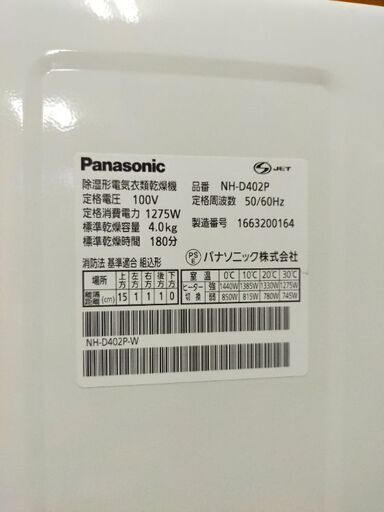 Panasonic
S JET
除湿形電気衣類乾燥機 品番 NH-D402P
定格電圧 100V 定格周波数 50/60Hz
定格消費電力 1275W 製造番号 1663200164
標準乾燥容量 4.0kg
標準乾燥時間 180分
PSE パナソニック株式会社
消防法 基準適合 組込形
場所 上方 左方 右方 後方 下方
離隔距離(cm) 15 1 1 1 0
室温 0℃ 10℃ 20℃ 30℃
ヒーター切換 強 1440W 1385W 1330W 1275W
弱 850W 815W 780W 745W
NH-D402P-W